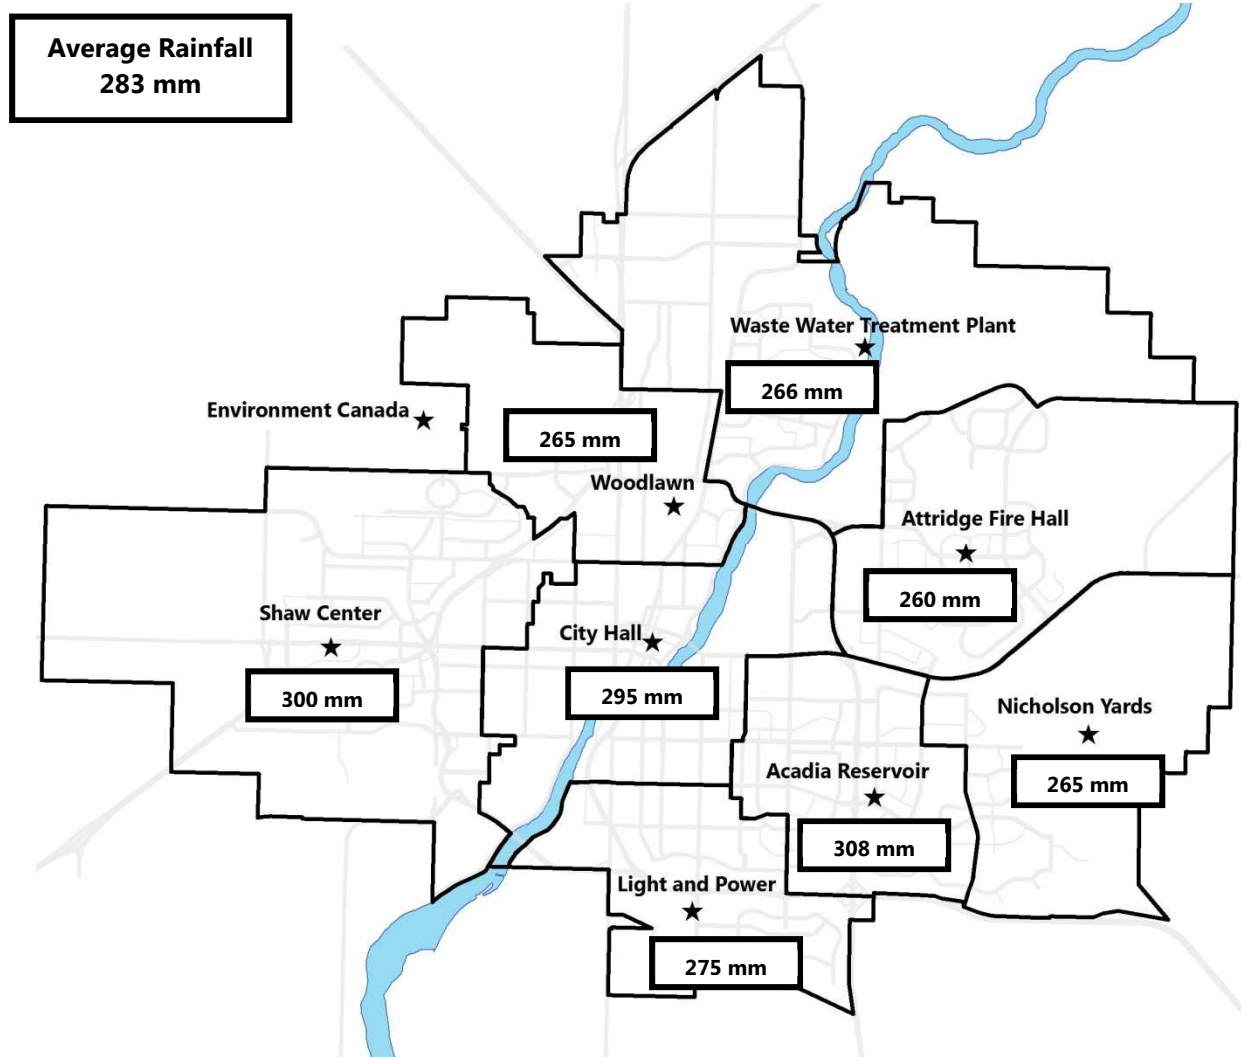 Average Rainfall
283 mm
Waste Water Treatment Plant
266 mm
Environment Canada
265 mm
Woodlawn
Attridge Fire Hall
260 mm
Shaw Center
300 mm
City Hall
295 mm
Nicholson Yards
265 mm
Acadia Reservoir
308 mm
Light and Power
275 mm